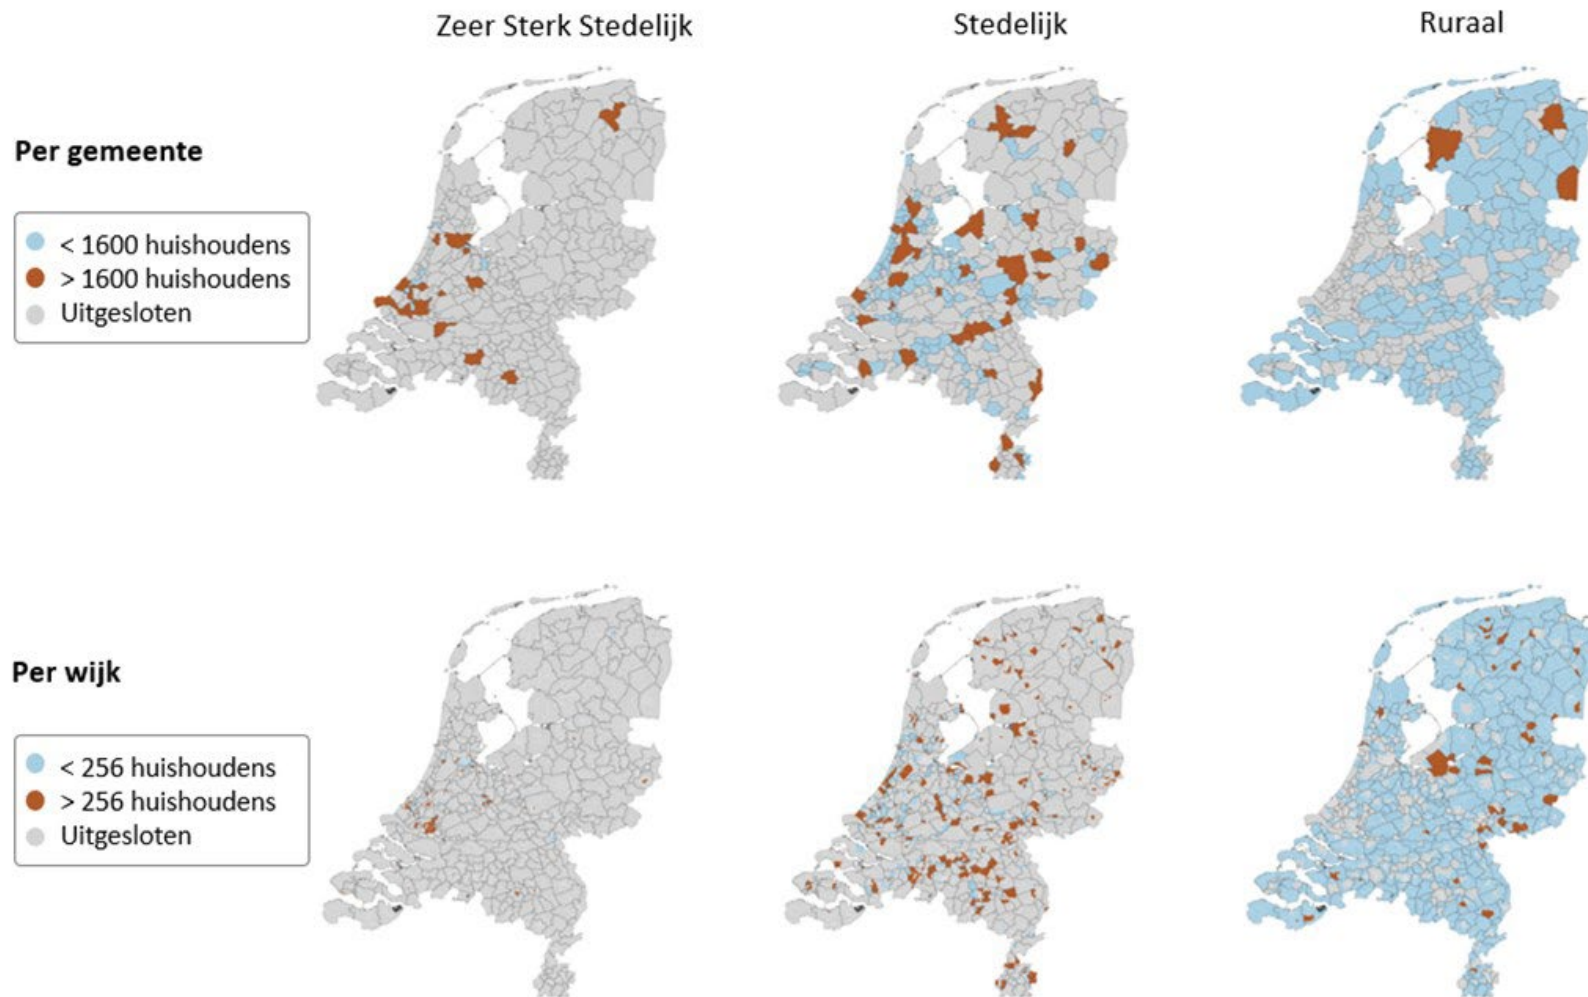 Zeer Sterk Stedelijk
Stedelijk
Ruraal
Per gemeente
< 1600 huishoudens
> 1600 huishoudens
Uitgesloten
Per wijk
< 256 huishoudens
> 256 huishoudens
Uitgesloten